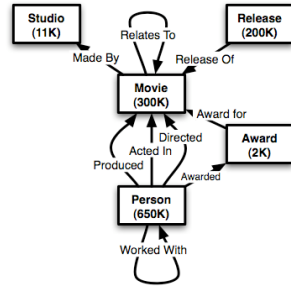 Studio
(11K)
Release
(200K)
Relates To
Made By
Release Of
Movie
(300K)
Award for
Directed
Acted In
Produced
Award
(2K)
Awarded
Person
(650K)
Worked With